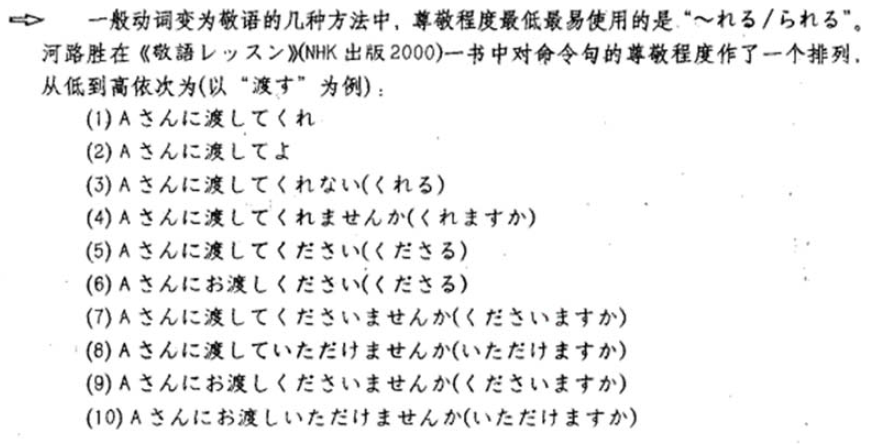 ⇨ 一般动词变为敬语的几种方法中，尊敬程度最低最易使用的是“～れる/られる”。
河路胜在《敬語レッスン》(NHK出版2000)一书中对命令句的尊敬程度作了一个排列，
从低到高依次为(以“渡す”为例)：
(1) Aさんに渡してくれ
(2) Aさんに渡してよ
(3) Aさんに渡してくれない(くれる)
(4) Aさんに渡してくれませんか(くれますか)
(5) Aさんに渡してください(くださる)
(6) Aさんにお渡しください(くださる)
(7) Aさんに渡してくださいませんか(くださいますか)
(8) Aさんに渡していただけませんか(いただけますか)
(9) Aさんにお渡しくださいませんか(くださいますか)
(10) Aさんにお渡しいただけませんか(いただけますか)